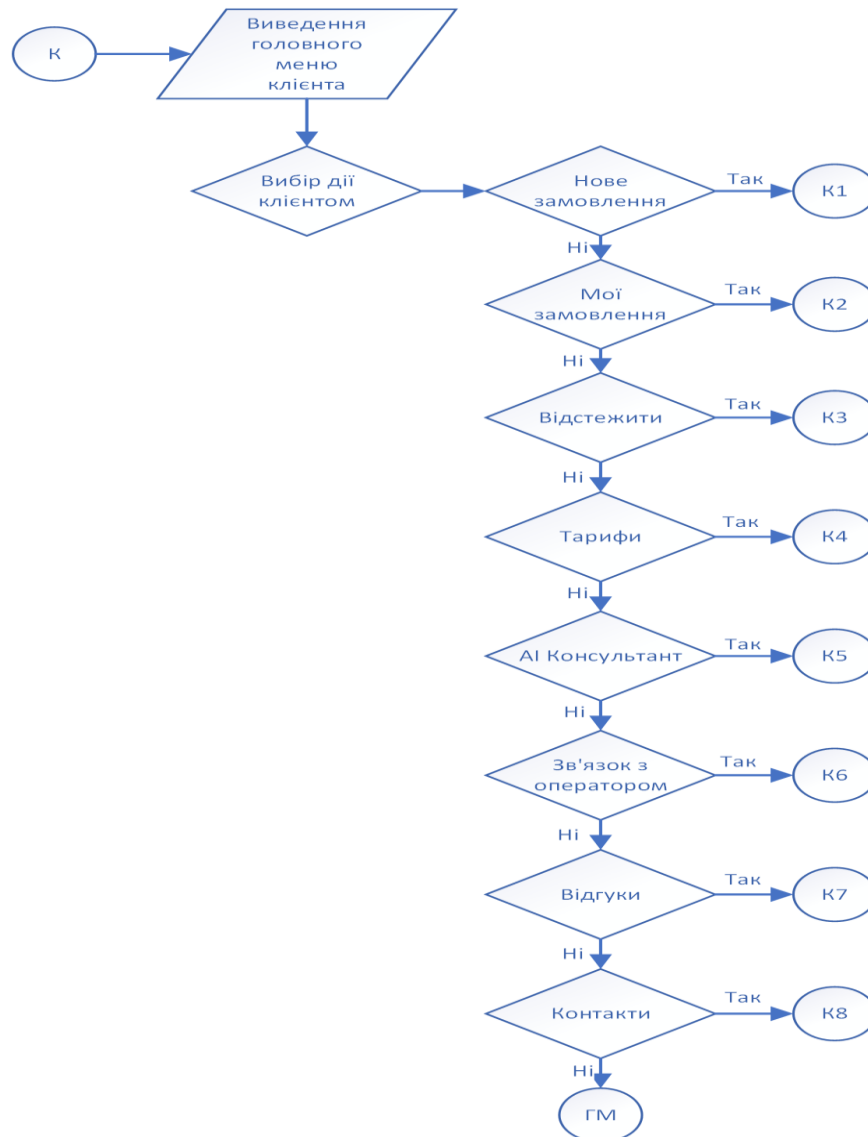 К
Виведення
головного
меню
клієнта
Вибір дії
клієнтом
Нове
замовлення
Так
К1
Ні
Мої
замовлення
Так
К2
Ні
Відстежити
Так
К3
Ні
Тарифи
Так
К4
Ні
АІ Консультант
Так
К5
Ні
Зв'язок з
оператором
Так
К6
Ні
Відгуки
Так
К7
Ні
Контакти
Так
К8
Ні
ГМ